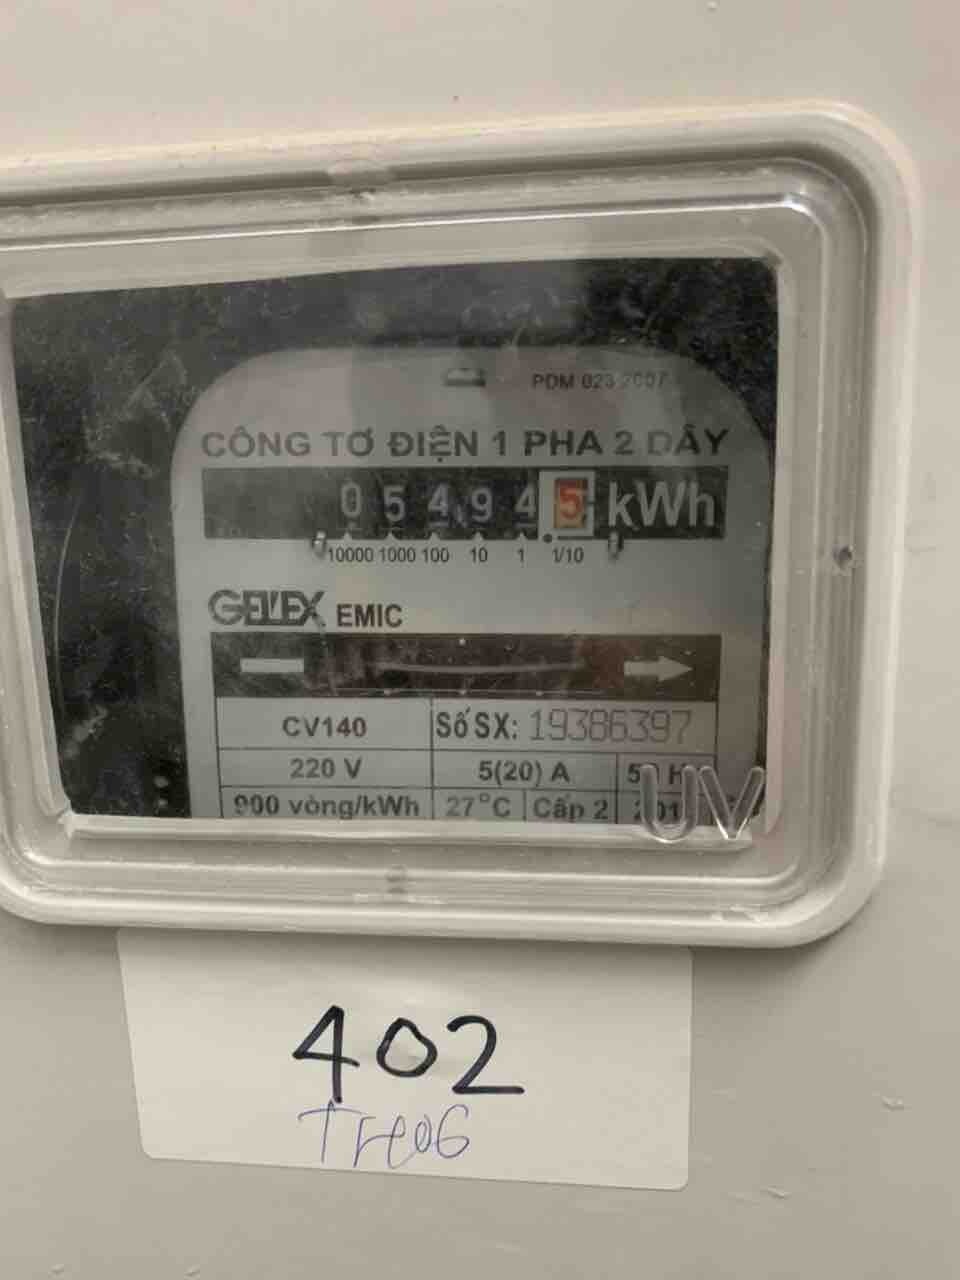 PDM 023 2007
CÔNG TƠ ĐIỆN 1 PHA 2 DÂY
0 5 4 9 4 5 kWh
10000 1000 100 10 1 1/10
GELEX EMIC
CV140 Số SX: 19386397
220 V 5(20) A
900 vòng/kWh 27°C Cấp 2
UV
402